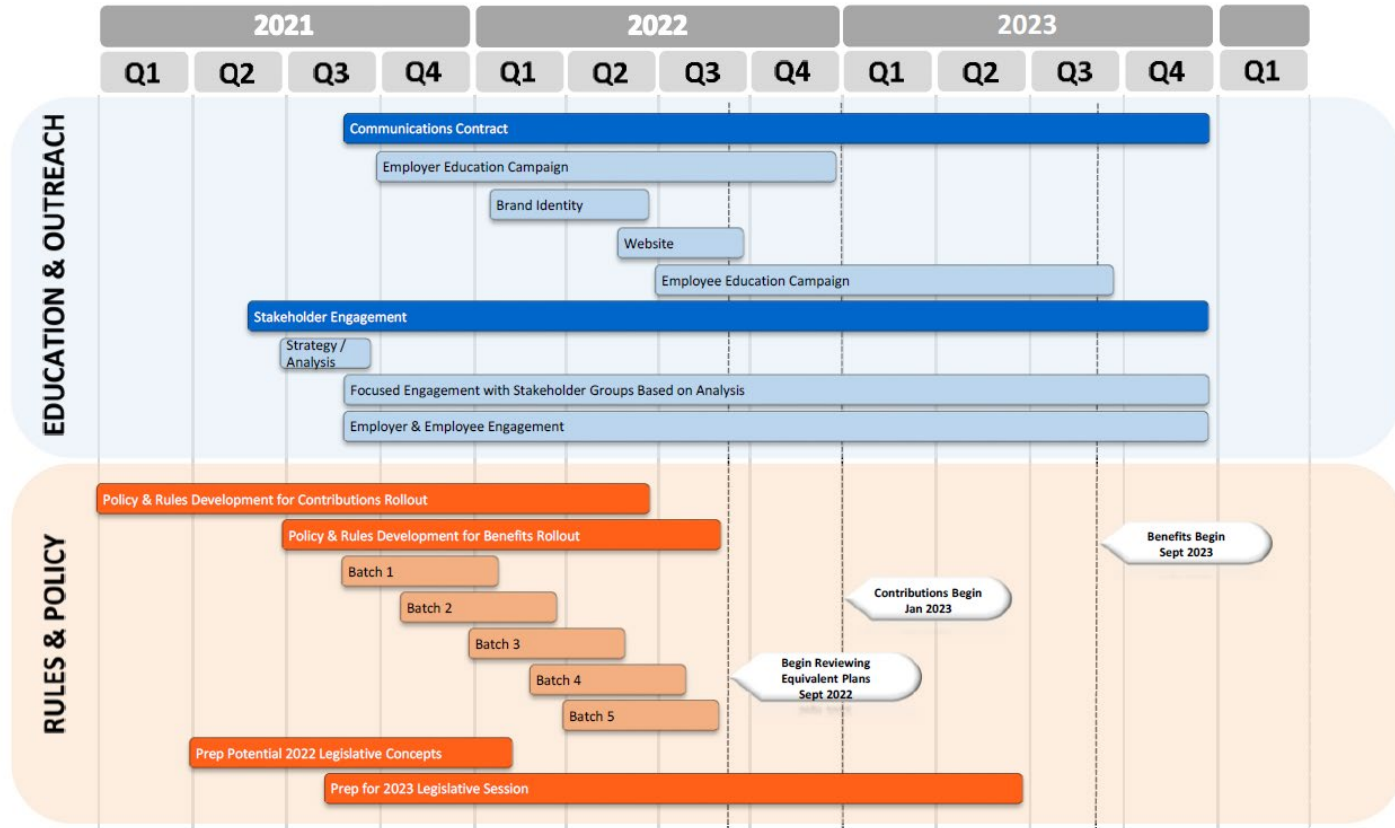 2021 2022 2023
Q1 Q2 Q3 Q4 Q1 Q2 Q3 Q4 Q1 Q2 Q3 Q4 Q1
EDUCATION & OUTREACH
Communications Contract
Employer Education Campaign
Brand Identity
Website
Employee Education Campaign
Stakeholder Engagement
Strategy /
Analysis
Focused Engagement with Stakeholder Groups Based on Analysis
Employer & Employee Engagement
RULES & POLICY
Policy & Rules Development for Contributions Rollout
Policy & Rules Development for Benefits Rollout
Benefits Begin
Sept 2023
Batch 1
Contributions Begin
Jan 2023
Batch 2
Batch 3
Begin Reviewing
Equivalent Plans
Sept 2022
Batch 4
Batch 5
Prep Potential 2022 Legislative Concepts
Prep for 2023 Legislative Session